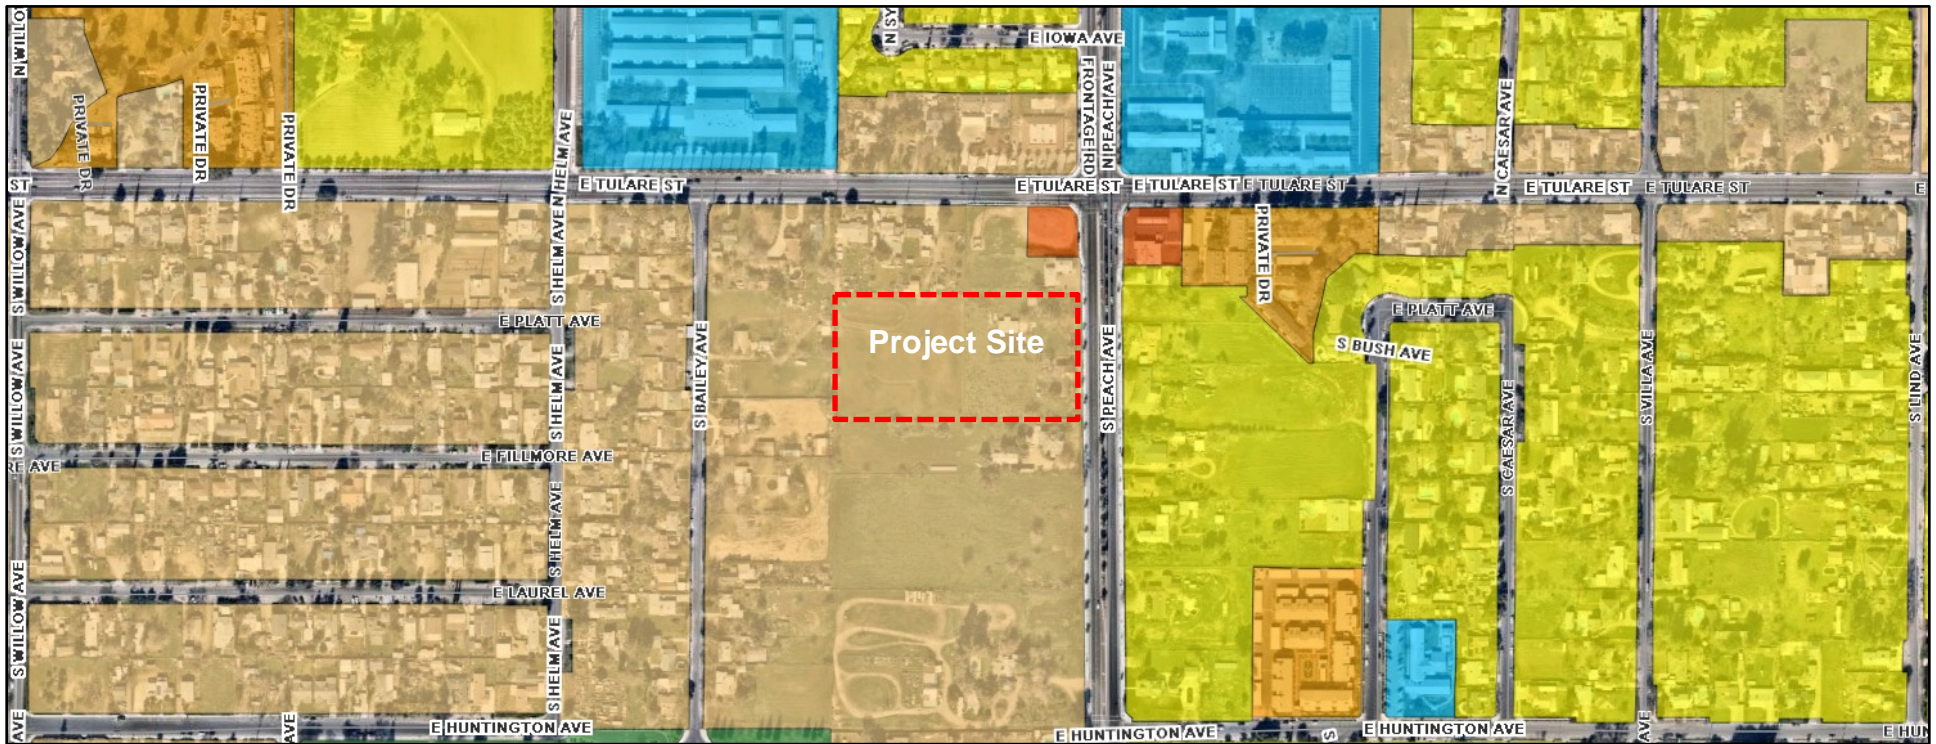 N WILLO
N SY
E IOWA AVE
PRIVATE DR
PRIVATE DR
PRIVATE DR
N HELM AVE
FRONTAGE RD
N PEACH AVE
N CAESAR AVE
ST
E TULARE ST
E TULARE ST
E TULARE ST
E TULARE ST
E TULARE ST
E TULARE ST
E
S WILLOW AVE
S HELM AVE
PRIVATE DR
E PLATT AVE
E PLATT AVE
Project Site
S BUSH AVE
S WILLOW AVE
S HELM AVE
S BAILEY AVE
S PEACH AVE
S CAESAR AVE
S VILLA AVE
S LIND AVE
RE AVE
E FILLMORE AVE
S HELM AVE
E LAUREL AVE
S WILLOW AVE
S HELM AVE
AVE
AVE
E HUNTINGTON AVE
E HUNTINGTON AVE
S
E HUNTINGTON AVE
AVE
E HUN